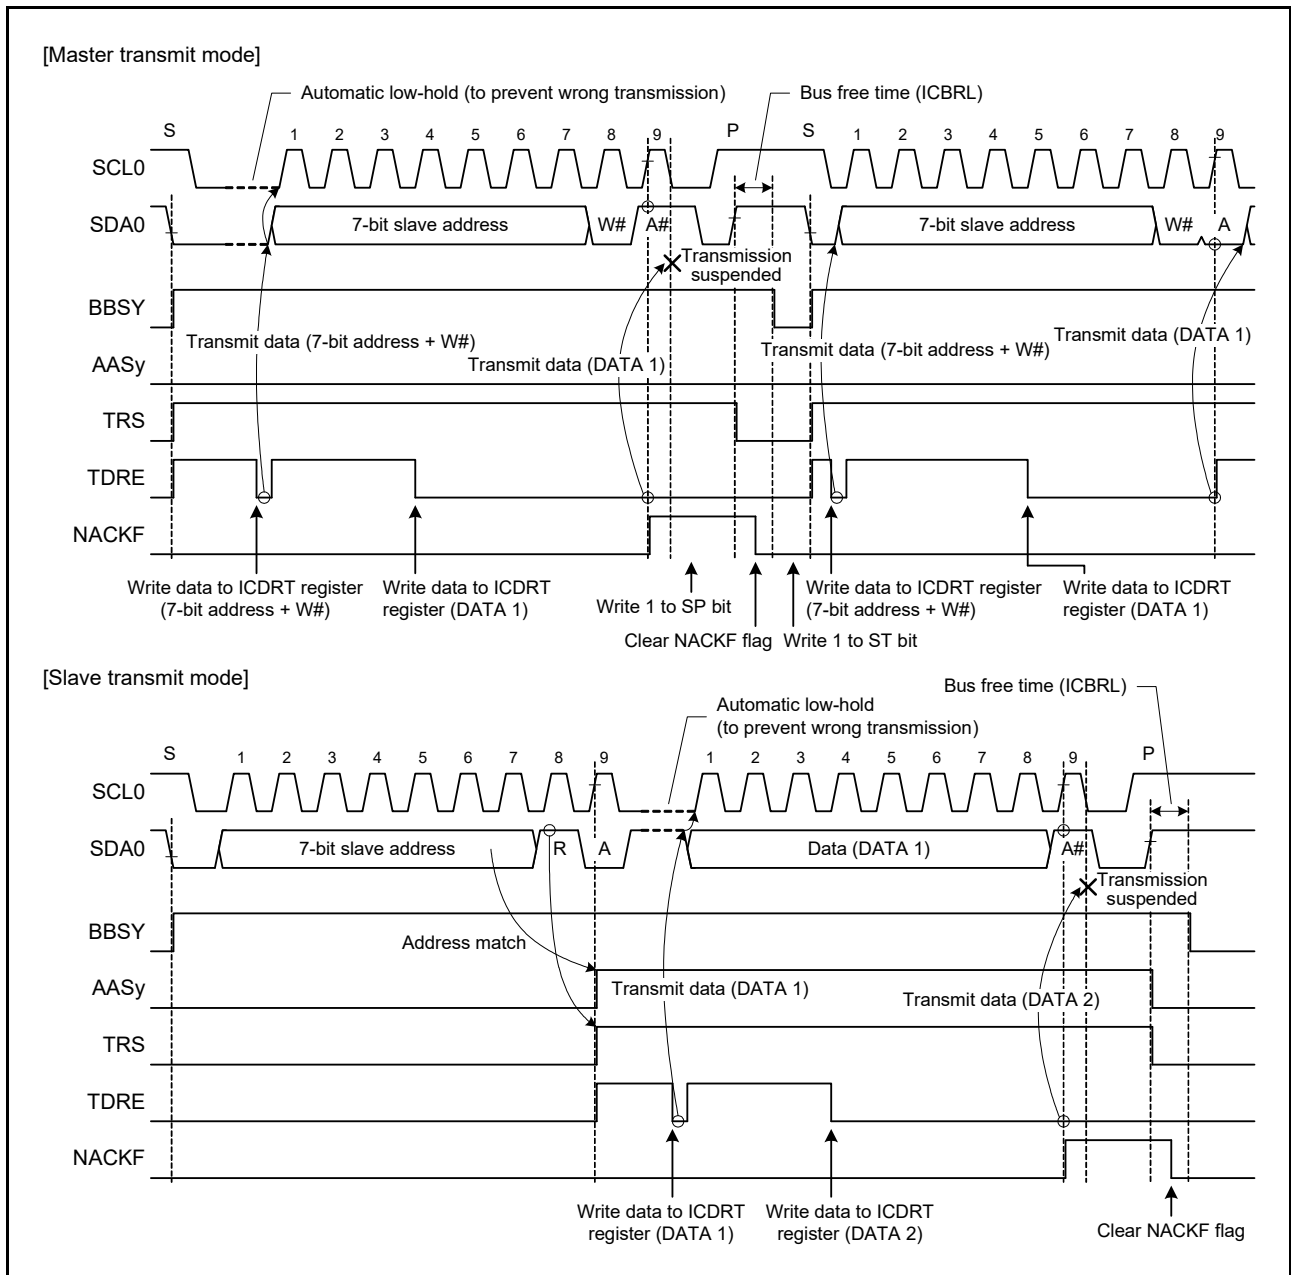 [Master transmit mode]
Automatic low-hold (to prevent wrong transmission)
Bus free time (ICBRL)
S 1 2 3 4 5 6 7 8 9 P S 1 2 3 4 5 6 7 8 9
SCL0
SDA0 7-bit slave address W# A# 7-bit slave address W# A
Transmission
suspended
BBSY
Transmit data (7-bit address + W#)
Transmit data (DATA 1)
Transmit data (7-bit address + W#)
Transmit data (DATA 1)
AASy
TRS
TDRE
NACKF
Write data to ICDRT register
(7-bit address + W#)
Write data to ICDRT
register (DATA 1)
Write 1 to SP bit
Clear NACKF flag
Write 1 to ST bit
Write data to ICDRT register
(7-bit address + W#)
Write data to ICDRT
register (DATA 1)
[Slave transmit mode]
Bus free time (ICBRL)
Automatic low-hold
(to prevent wrong transmission)
S 1 2 3 4 5 6 7 8 9 1 2 3 4 5 6 7 8 9 P
SCL0
SDA0 7-bit slave address R A Data (DATA 1) A#
Transmission
suspended
BBSY
Address match
AASy
Transmit data (DATA 1)
Transmit data (DATA 2)
TRS
TDRE
NACKF
Write data to ICDRT
register (DATA 1)
Write data to ICDRT
register (DATA 2)
Clear NACKF flag